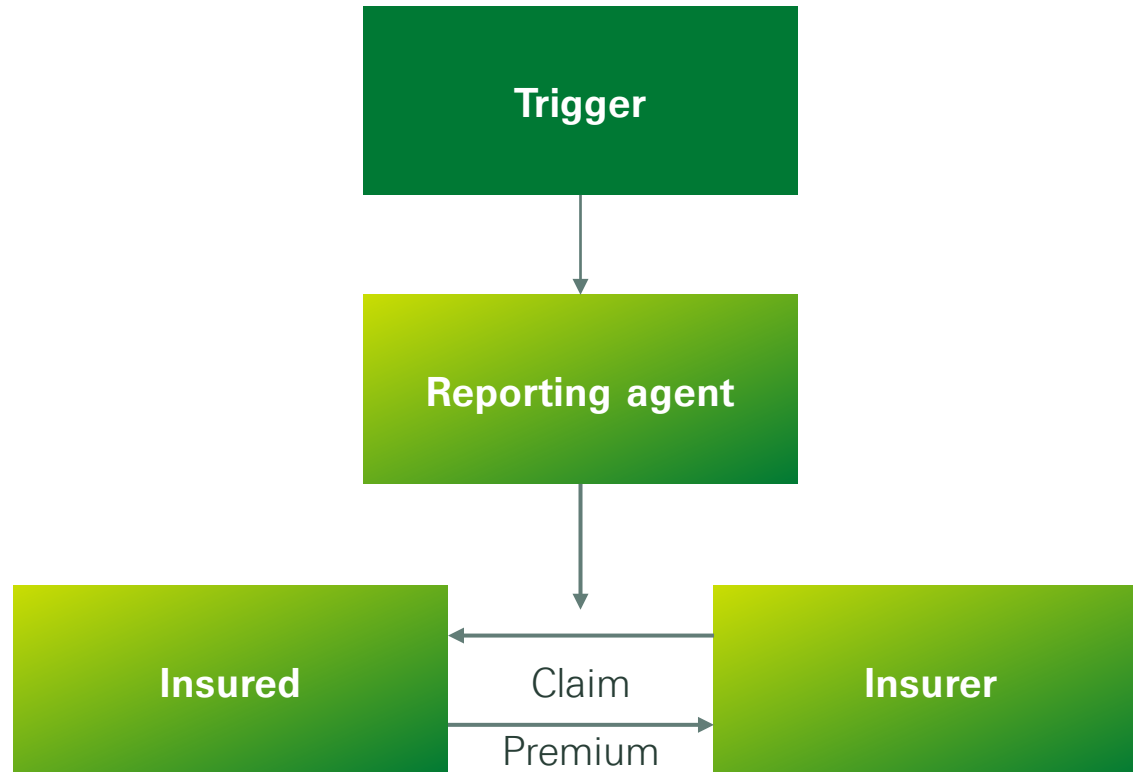 Trigger
Reporting agent
Insured
Claim
Insurer
Premium